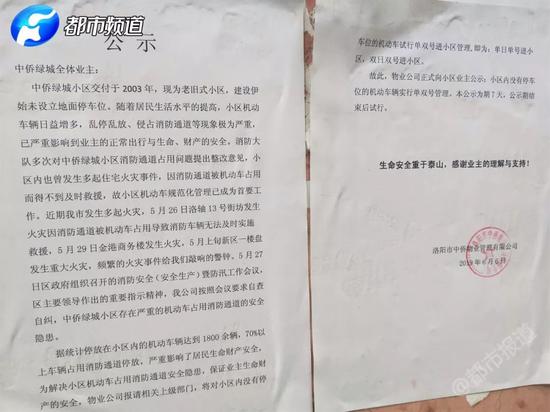 都市频道
公 示
中侨绿城全体业主：
中侨绿城小区交付于 2003 年，现为老旧式小区，建设伊
始未设立地面停车位。随着居民生活水平的提高，小区机动
车辆日益增多，乱停乱放、侵占消防通道等现象极为严重，
已严重影响到业主的正常出行与生命、财产的安全。消防大
队多次对中侨绿城小区消防通道占用问题提出整改意见，小区
内也曾发生多起住宅火灾事件，因消防通道被机动车占用
而得不到及时救援，故小区机动车规范化管理已成为首要工
作。近期我市发生多起火灾，5 月 26 日洛轴 13 号街坊发生
火灾因消防通道被机动车占用导致消防车辆无法及时实施
救援，5 月 29 日金港商务楼发生火灾，5 月上旬新区一楼盘
发生重大火灾，频繁的火灾事件给我们敲响的警钟。5 月 27
日区政府组织召开的消防安全（安全生产）暨防汛工作会议，
区主要领导作出的重要指示精神，我公司按照会议要求自查
自纠，中侨绿城小区存在严重的机动车占用消防通道的安全
隐患。
据统计停放在小区内的机动车辆达到 1800 余辆，70%以
上车辆占用消防通道停放，严重影响了居民生命财产安全，
为解决小区机动车占用消防通道安全隐患，保证业主生命财
产的安全。物业公司报请相关上级部门，将对小区内没有停
车位的机动车试行单双号进小区管理，即为：单日单号进小
区，双日双号进小区。
故此，物业公司正式向小区业主公示：小区内没有停车
位的机动车辆实行单双号管理。本公示为期 7 天，公示期结
束后试行。
生命安全重于泰山，感谢业主的理解与支持！
洛阳市中侨物业管理有限公司
2019 年 6 月 6 日
@都市报道